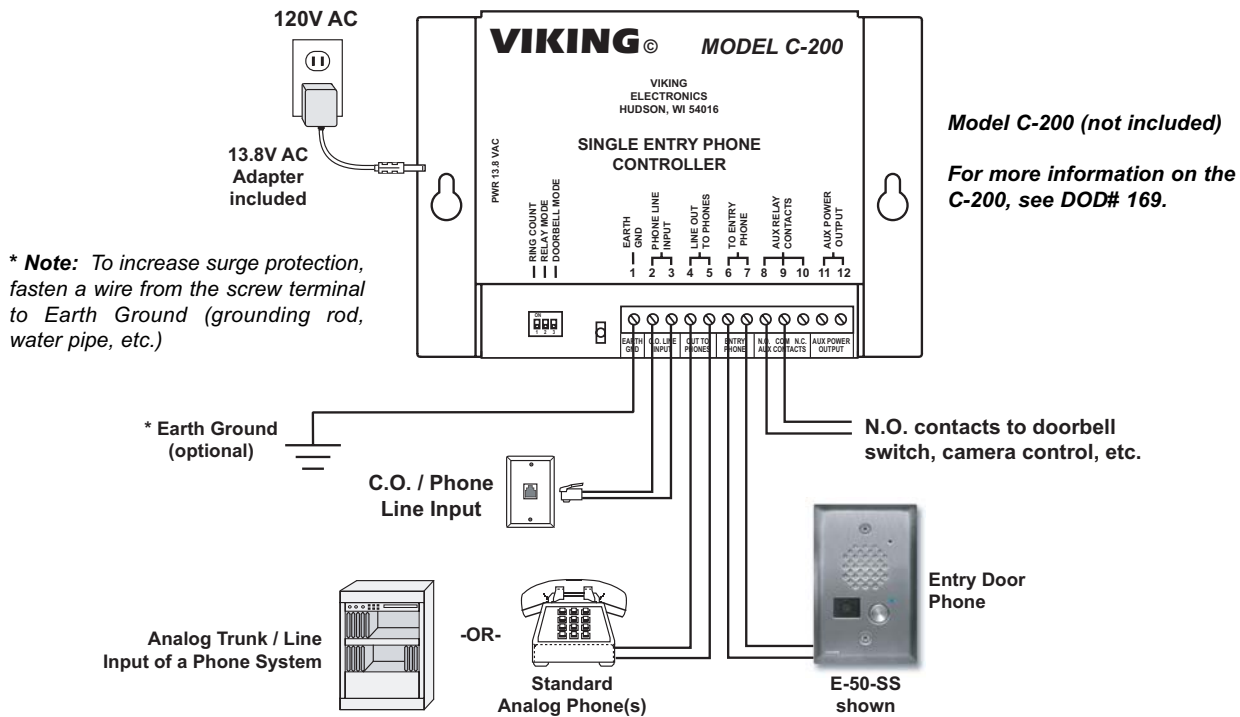 120V AC
13.8V AC
Adapter
included
* Note: To increase surge protection,
fasten a wire from the screw terminal
to Earth Ground (grounding rod,
water pipe, etc.)
VIKING© MODEL C-200
VIKING
ELECTRONICS
HUDSON, WI 54016
SINGLE ENTRY PHONE
CONTROLLER
PWR 13.8 VAC
RING COUNT
RELAY MODE
DOORBELL MODE
EARTH
GND
PHONE LINE
INPUT
LINE OUT
TO PHONES
TO ENTRY
PHONE
AUX RELAY
CONTACTS
AUX POWER
OUTPUT
1 2 3 4 5 6 7 8 9 10 11 12
ON
1 2 3
EARTH C.O. LINE OUT TO ENTRY N.O. COM N.C. AUX POWER
GND INPUT PHONES PHONE AUX CONTACTS OUTPUT
Model C-200 (not included)
For more information on the
C-200, see DOD# 169.
* Earth Ground
(optional)
C.O. / Phone
Line Input
N.O. contacts to doorbell
switch, camera control, etc.
Analog Trunk / Line
Input of a Phone System
-OR-
Standard
Analog Phone(s)
Entry Door
Phone
E-50-SS
shown